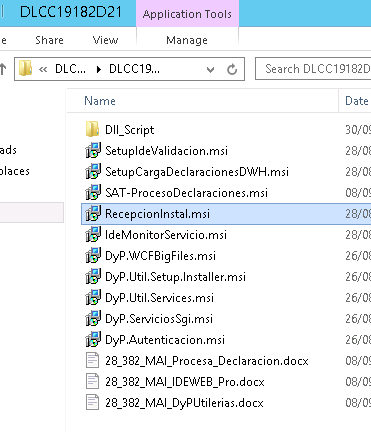 DLCC19182D21
Application Tools
Share View Manage
DLC... DLCC19... Search DLCC19182D
Name Date
Dll_Script 30/09
SetupIdeValidacion.msi 28/08
SetupCargaDeclaracionesDWH.msi 28/08
SAT-ProcesoDeclaraciones.msi 08/09
RecepcionInstal.msi 28/08
IdeMonitorServicio.msi 28/08
DyP.WCFBigFiles.msi 26/08
DyP.Util.Setup.Installer.msi 26/08
DyP.Util.Services.msi 26/08
DyP.ServiciosSgi.msi 26/08
DyP.Autenticacion.msi 26/08
28_382_MAI_Procesa_Declaracion.docx 08/09
28_382_MAI_IDEWEB_Pro.docx 08/09
28_382_MAI_DyPUtilerias.docx 08/09
ads
places